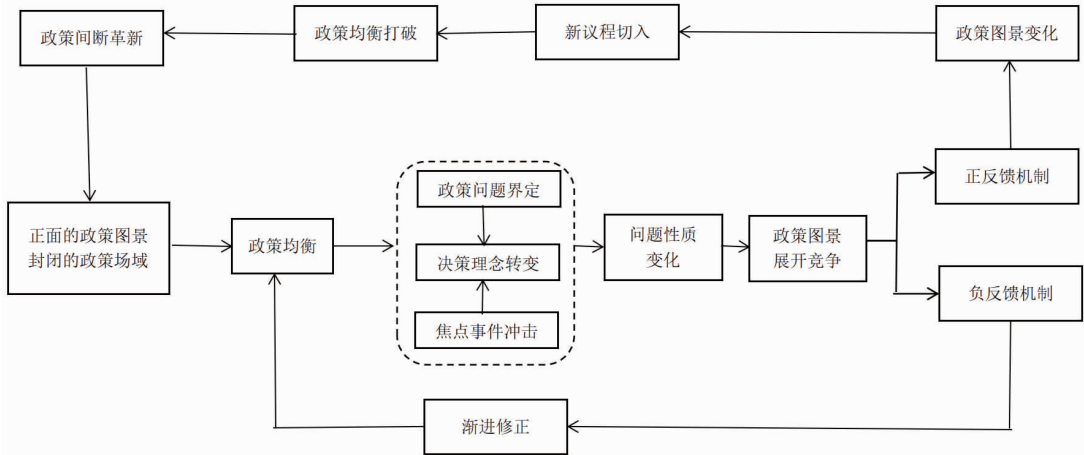 政策间断革新
政策均衡打破
新议程切入
政策图景变化
正面的政策图景
封闭的政策场域
政策均衡
政策问题界定
决策理念转变
焦点事件冲击
问题性质
变化
政策图景
展开竞争
正反馈机制
负反馈机制
渐进修正